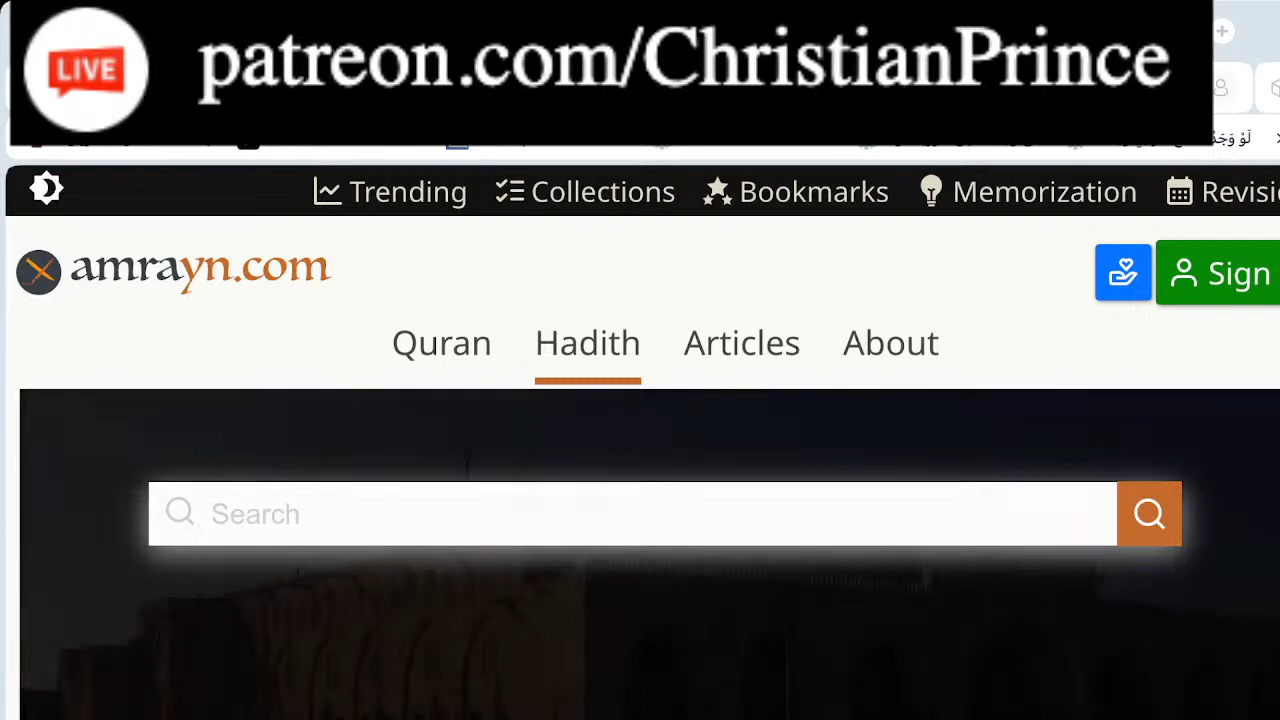 LIVE patreon.com/ChristianPrince
لَوْ
Trending Collections Bookmarks Memorization
amrayn.com
Sign
Quran Hadith Articles About
Search